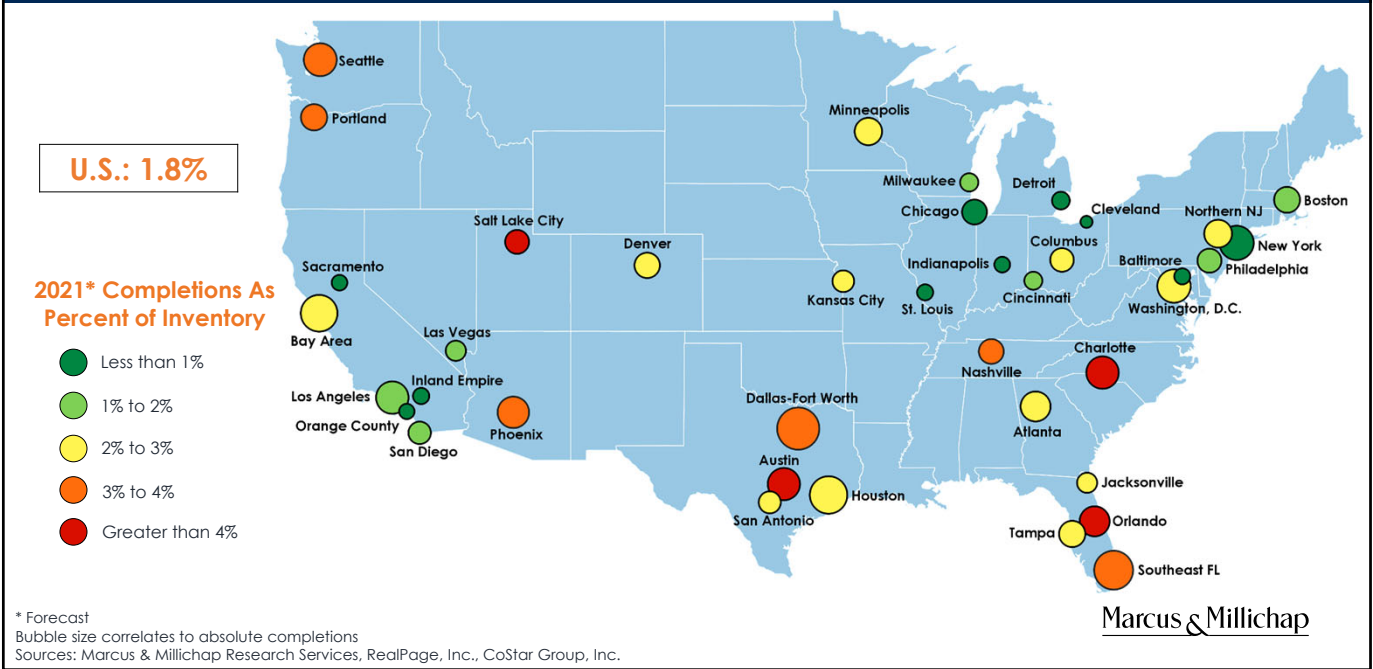 U.S.: 1.8%
2021* Completions As
Percent of Inventory
Less than 1%
1% to 2%
2% to 3%
3% to 4%
Greater than 4%
Seattle
Portland
Minneapolis
Milwaukee
Detroit
Chicago
Cleveland
Northern NJ
Boston
Salt Lake City
Denver
Columbus
New York
Sacramento
Indianapolis
Baltimore
Philadelphia
Kansas City
St. Louis
Cincinnati
Washington, D.C.
Bay Area
Las Vegas
Nashville
Charlotte
Inland Empire
Los Angeles
Dallas-Fort Worth
Orange County
Phoenix
Atlanta
San Diego
Austin
Jacksonville
Houston
San Antonio
Orlando
Tampa
Southeast FL
* Forecast
Bubble size correlates to absolute completions
Sources: Marcus & Millichap Research Services, RealPage, Inc., CoStar Group, Inc.
Marcus & Millichap